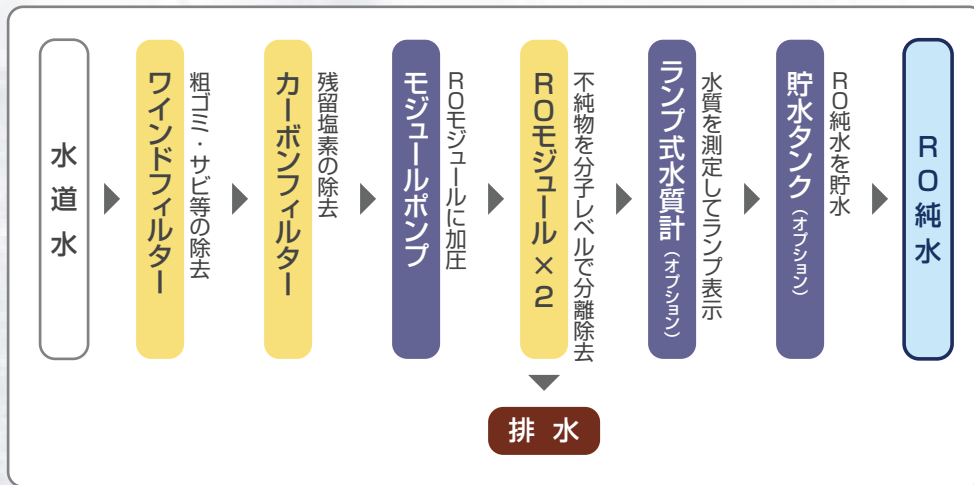 水道水
ワインドフィルター
粗ゴミ・サビ等の除去
カーボンフィルター
残留塩素の除去
モジュールポンプ
ROモジュールに加圧
ROモジュール×2
不純物を分子レベルで分離除去
ランプ式水質計（オプション）
水質を測定してランプ表示
貯水タンク（オプション）
RO純水を貯水
RO純水
排水